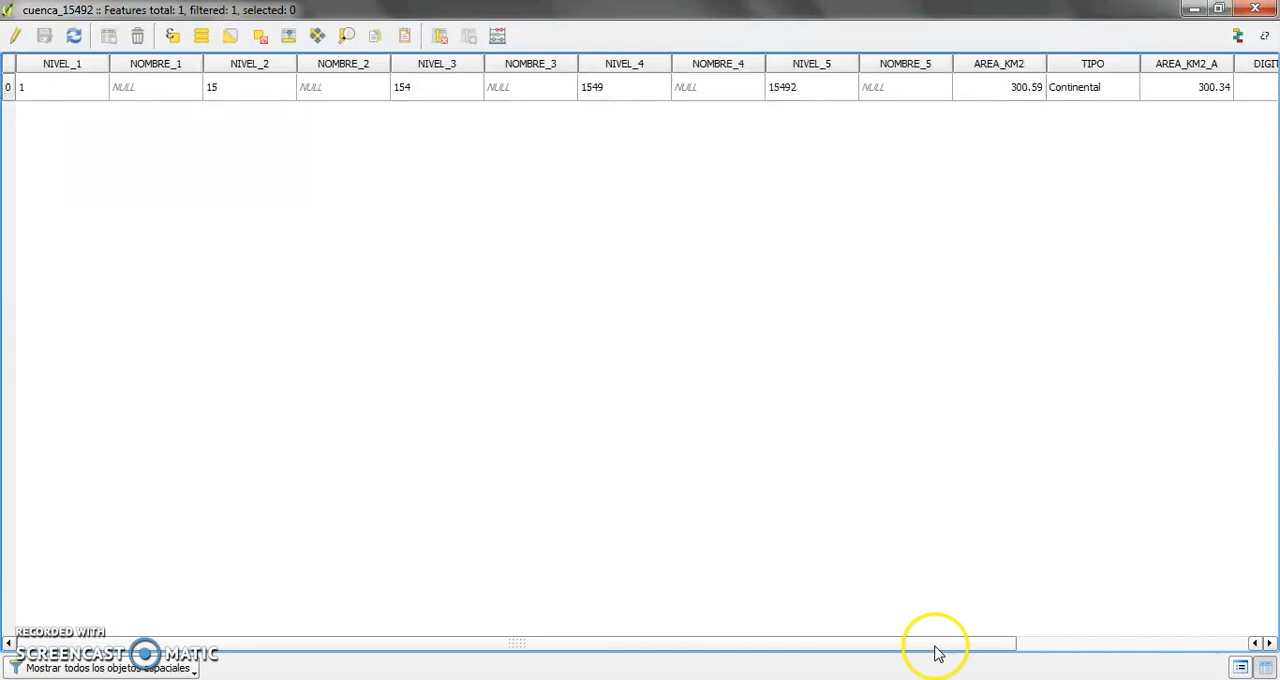 cuenca_15492 :: Features total: 1, filtered: 1, selected: 0
¿?
NIVEL_1 NOMBRE_1 NIVEL_2 NOMBRE_2 NIVEL_3 NOMBRE_3 NIVEL_4 NOMBRE_4 NIVEL_5 NOMBRE_5 AREA_KM2 TIPO AREA_KM2_A DIGIT
0 1 NULL 15 NULL 154 NULL 1549 NULL 15492 NULL 300.59 Continental 300.34
RECORDED WITH
SCREENCAST MATIC
Mostrar todos los objetos espaciales